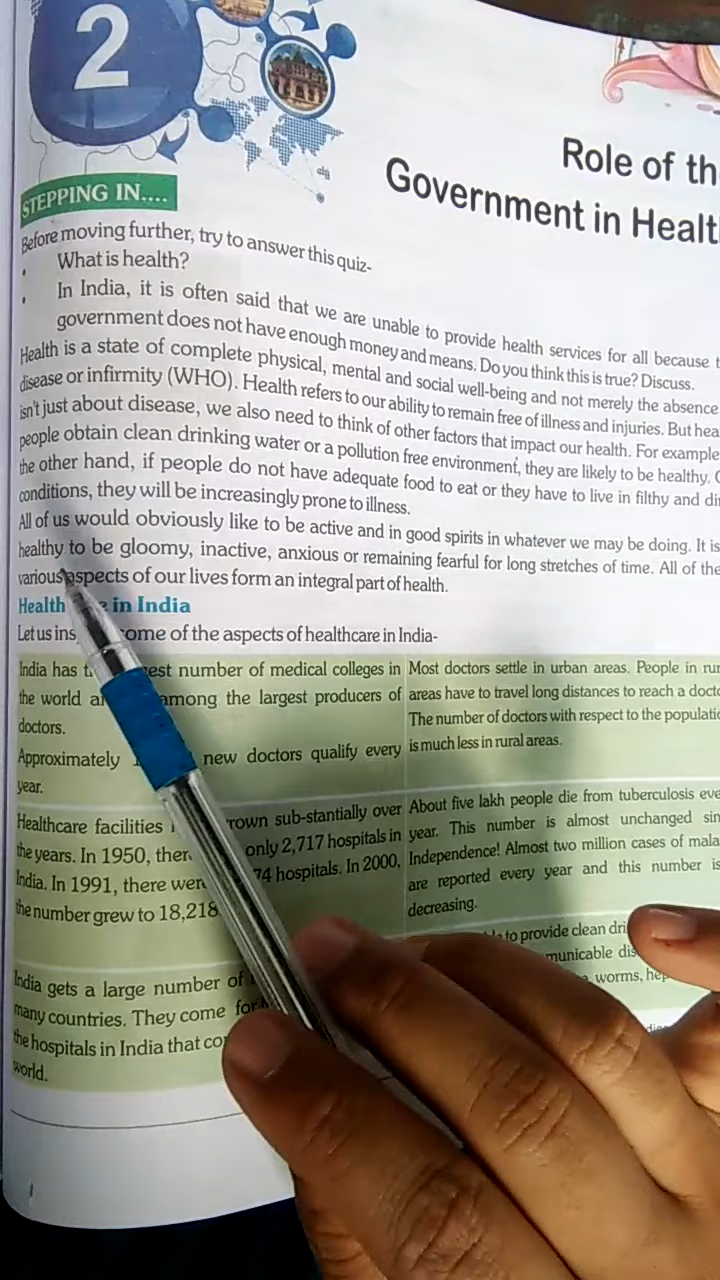 2
Role of th
Government in Healt
STEPPING IN....
Before moving further, try to answer this quiz-
• What is health?
• In India, it is often said that we are unable to provide health services for all because t
government does not have enough money and means. Do you think this is true? Discuss.
Health is a state of complete physical, mental and social well-being and not merely the absence
disease or infirmity (WHO). Health refers to our ability to remain free of illness and injuries. But hea
isn't just about disease, we also need to think of other factors that impact our health. For example
people obtain clean drinking water or a pollution free environment, they are likely to be healthy. O
the other hand, if people do not have adequate food to eat or they have to live in filthy and di
conditions, they will be increasingly prone to illness.
All of us would obviously like to be active and in good spirits in whatever we may be doing. It is
healthy to be gloomy, inactive, anxious or remaining fearful for long stretches of time. All of the
various aspects of our lives form an integral part of health.
Health in India
Let us ins ome of the aspects of healthcare in India-
India has t est number of medical colleges in
the world a among the largest producers of
doctors.
Approximately new doctors qualify every
year.
Most doctors settle in urban areas. People in rur
areas have to travel long distances to reach a docto
The number of doctors with respect to the populatio
is much less in rural areas.
Healthcare facilities rown sub-stantially over
the years. In 1950, ther only 2,717 hospitals in
India. In 1991, there wer 74 hospitals. In 2000,
the number grew to 18,218
About five lakh people die from tuberculosis eve
year. This number is almost unchanged sin
Independence! Almost two million cases of mala
are reported every year and this number is
decreasing.
India gets a large number of
many countries. They come for
the hospitals in India that co
world.
to provide clean dri
municable dis
worms, hep